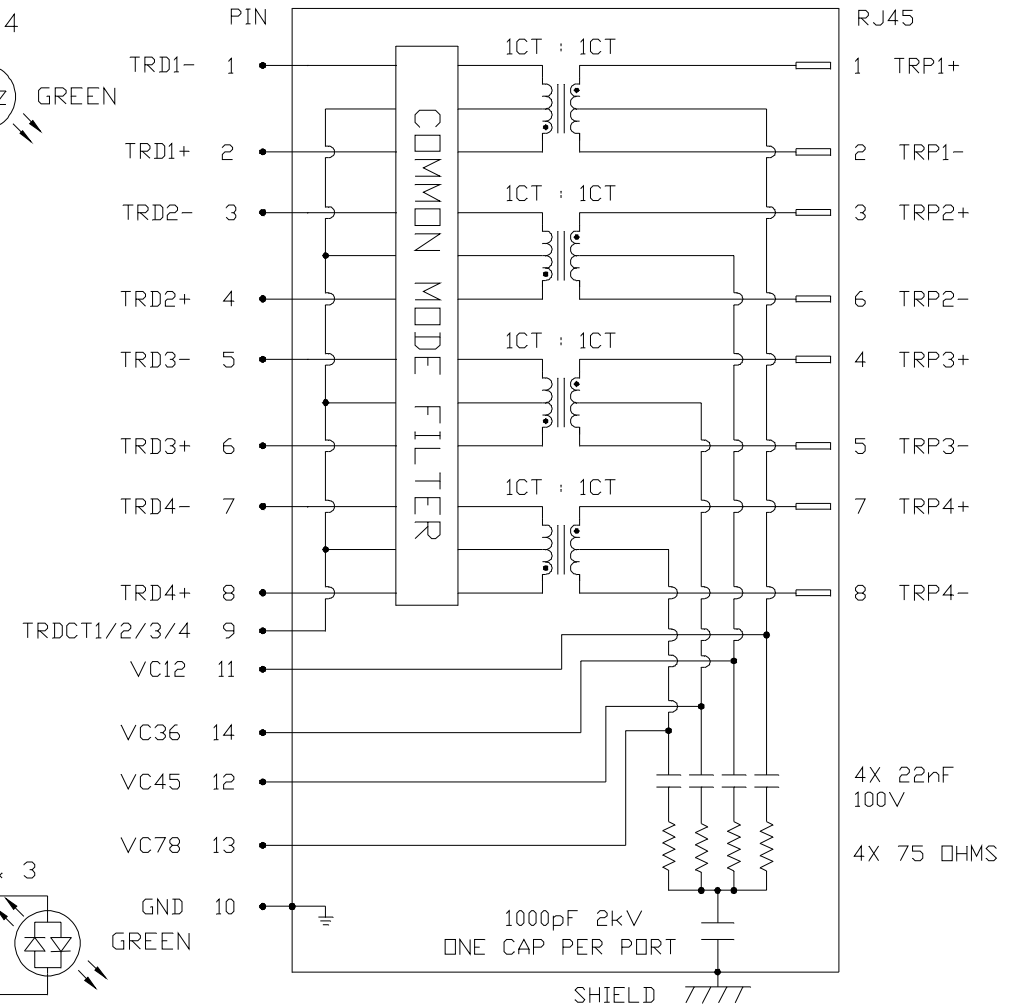 4
PIN
RJ45
1CT : 1CT
TRD1- 1
1 TRP1+
GREEN
TRD1+ 2
2 TRP1-
1CT : 1CT
TRD2- 3
3 TRP2+
COMMON MODE FILTER
TRD2+ 4
6 TRP2-
1CT : 1CT
TRD3- 5
4 TRP3+
TRD3+ 6
5 TRP3-
1CT : 1CT
TRD4- 7
7 TRP4+
TRD4+ 8
8 TRP4-
TRDCT1/2/3/4 9
VC12 11
VC36 14
VC45 12
4X 22nF
100V
VC78 13
4X 75 OHMS
3
GND 10
GREEN
1000pF 2kV
ONE CAP PER PORT
SHIELD